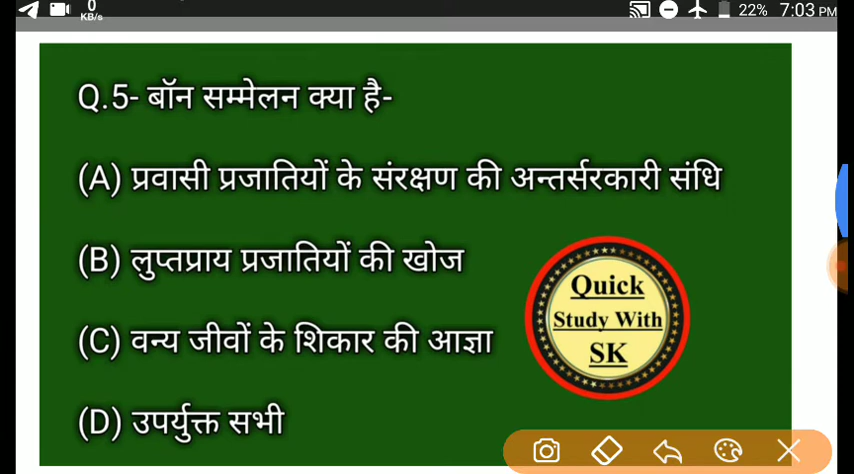 0
KB/s
22% 7:03 PM
Q.5- बॉन सम्मेलन क्या है-
(A) प्रवासी प्रजातियों के संरक्षण की अन्तर्सरकारी संधि
(B) लुप्तप्राय प्रजातियों की खोज
(C) वन्य जीवों के शिकार की आज्ञा
(D) उपर्युक्त सभी
Quick
Study With
SK